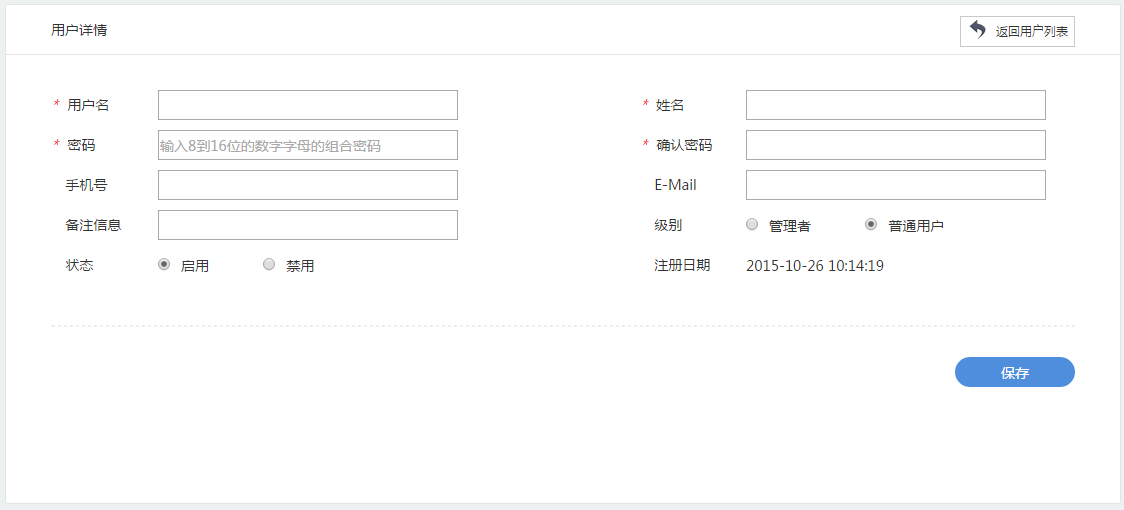 用户详情
返回用户列表
* 用户名
* 姓名
* 密码 输入8到16位的数字字母的组合密码
* 确认密码
手机号
E-Mail
备注信息
级别 管理者 普通用户
状态 启用 禁用
注册日期 2015-10-26 10:14:19
保存